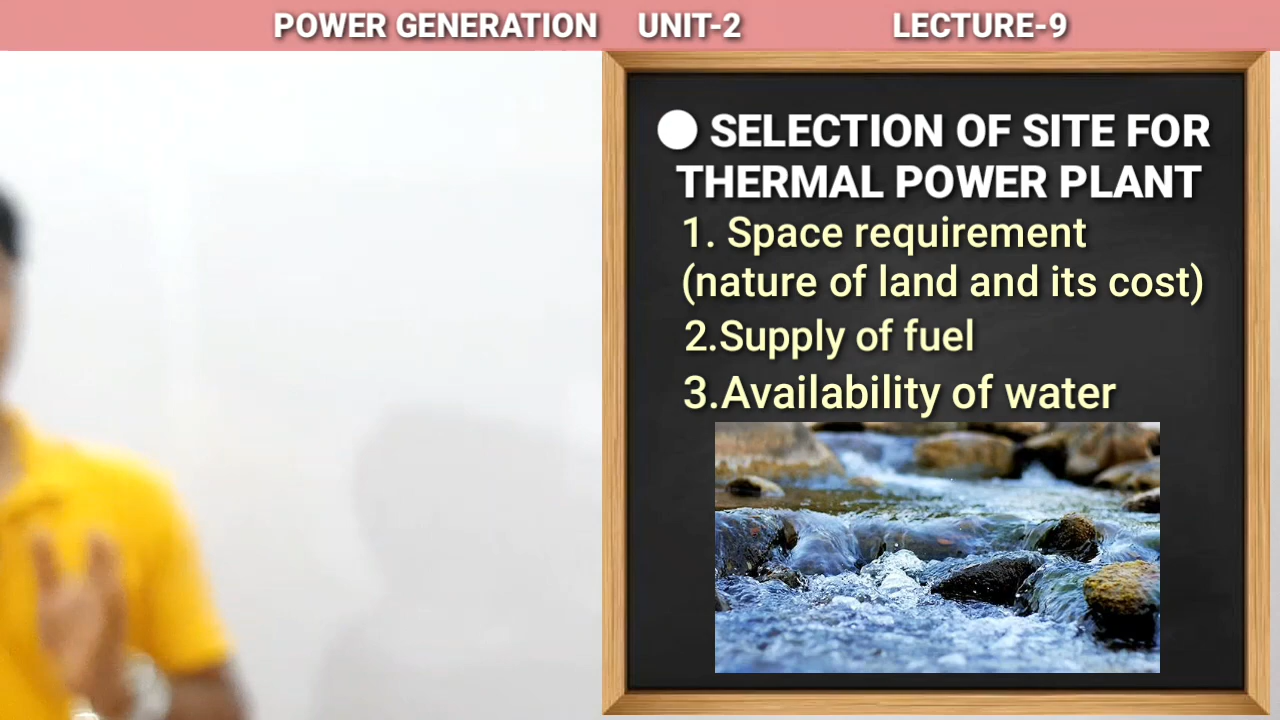 POWER GENERATION UNIT-2 LECTURE-9
● SELECTION OF SITE FOR
THERMAL POWER PLANT
1. Space requirement
(nature of land and its cost)
2.Supply of fuel
3.Availability of water